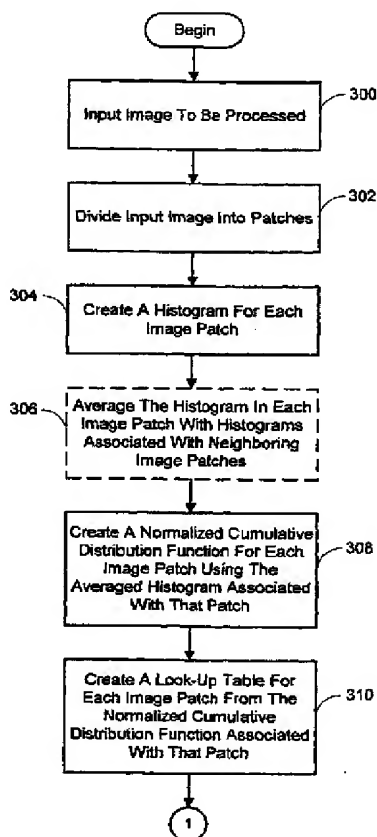 Begin
Input Image To Be Processed
300
Divide Input Image Into Patches
302
304
Create A Histogram For Each
Image Patch
306
Average The Histogram In Each
Image Patch With Histograms
Associated With Neighboring
Image Patches
Create A Normalized Cumulative
Distribution Function For Each
Image Patch Using The
Averaged Histogram Associated
With That Patch
308
Create A Look-Up Table For
Each Image Patch From The
Normalized Cumulative
Distribution Function Associated
With That Patch
310
1